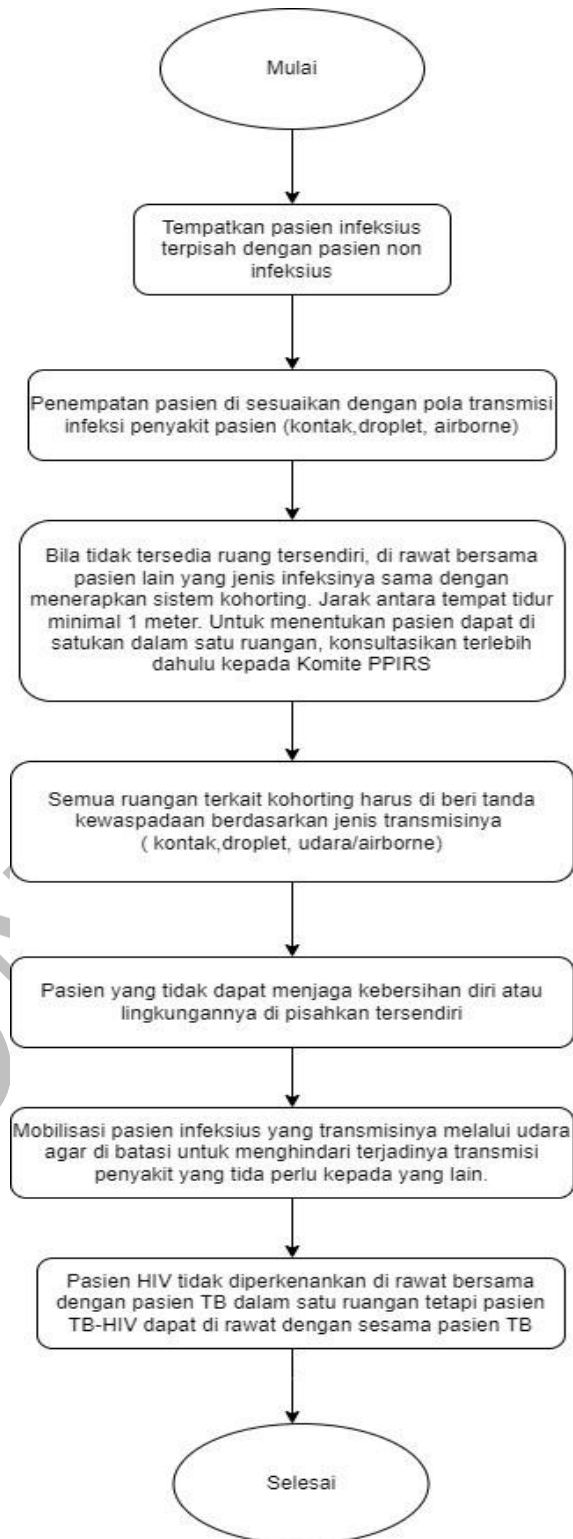 Mulai
Tempatkan pasien infeksius
terpisah dengan pasien non
infeksius
Penempatan pasien di sesuaikan dengan pola transmisi
infeksi penyakit pasien (kontak,droplet, airborne)
Bila tidak tersedia ruang tersendiri, di rawat bersama
pasien lain yang jenis infeksinya sama dengan
menerapkan sistem kohorting. Jarak antara tempat tidur
minimal 1 meter. Untuk menentukan pasien dapat di
satukan dalam satu ruangan, konsultasikan terlebih
dahulu kepada Komite PPIRS
Semua ruangan terkait kohorting harus di beri tanda
kewaspadaan berdasarkan jenis transmisinya
( kontak,droplet, udara/airborne)
Pasien yang tidak dapat menjaga kebersihan diri atau
lingkungannya di pisahkan tersendiri
Mobilisasi pasien infeksius yang transmisinya melalui udara
agar di batasi untuk menghindari terjadinya transmisi
penyakit yang tida perlu kepada yang lain.
Pasien HIV tidak diperkenankan di rawat bersama
dengan pasien TB dalam satu ruangan tetapi pasien
TB-HIV dapat di rawat dengan sesama pasien TB
Selesai